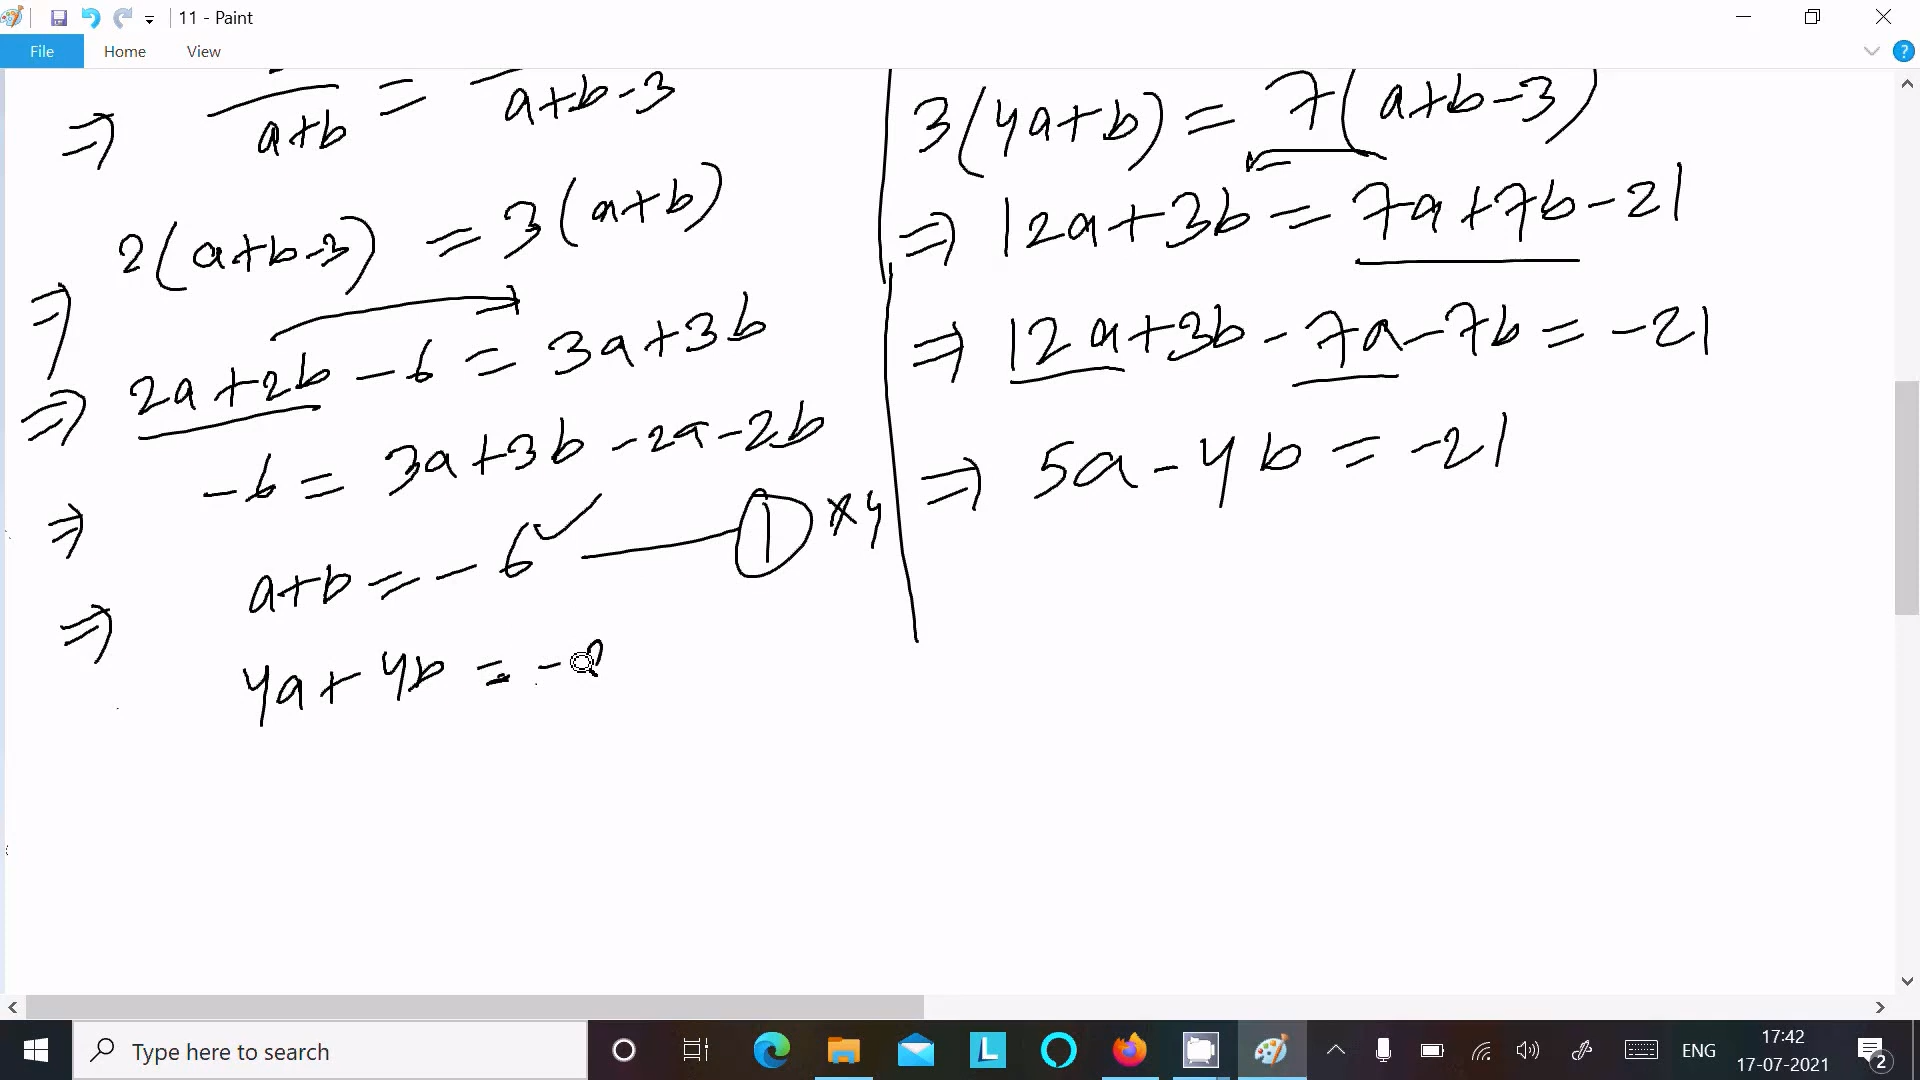 11 - Paint
File Home View
⇒ a+b = a+b-3
2(a+b-3) = 3(a+b)
⇒ 2a+2b-6 = 3a+3b
⇒ -6 = 3a+3b-2a-2b
⇒ a+b = -6 ✓ — ① ×4
⇒ 4a+4b = -2
3(4a+b) = 7(a+b-3)
⇒ 12a+3b = 7a+7b-21
⇒ 12a+3b-7a-7b = -21
⇒ 5a-4b = -21
Type here to search
ENG
17:42
17-07-2021
2